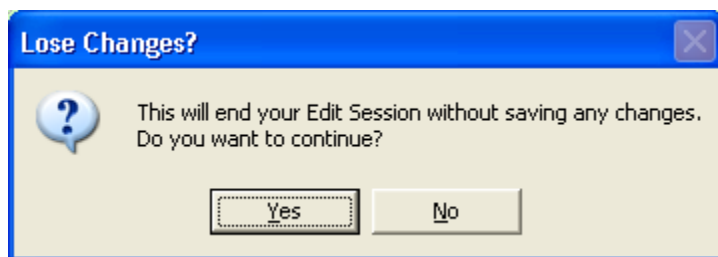 Lose Changes?
This will end your Edit Session without saving any changes.
Do you want to continue?
Yes No